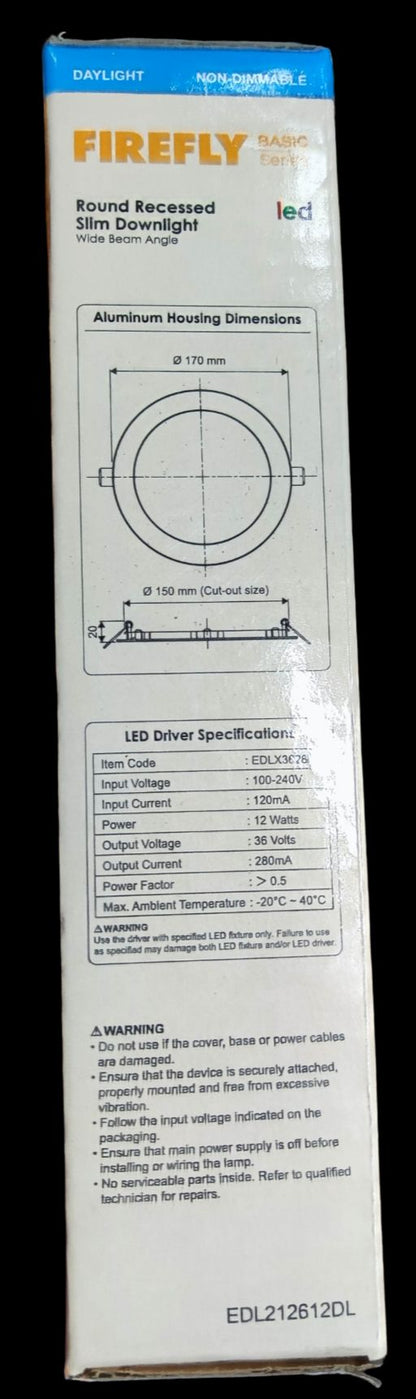 DAYLIGHT NON-DIMMABLE
FIREFLY BASIC
Series
Round Recessed led
Slim Downlight
Wide Beam Angle
Aluminum Housing Dimensions
Ø 170 mm
Ø 150 mm (Cut-out size)
20
LED Driver Specifications
Item Code : EDLX3628
Input Voltage : 100-240V
Input Current : 120mA
Power : 12 Watts
Output Voltage : 36 Volts
Output Current : 280mA
Power Factor : > 0.5
Max. Ambient Temperature : -20°C ~ 40°C
⚠WARNING
Use the driver with specified LED fixture only. Failure to use
as specified may damage both LED fixture and/or LED driver.
⚠WARNING
• Do not use if the cover, base or power cables
are damaged.
• Ensure that the device is securely attached,
properly mounted and free from excessive
vibration.
• Follow the input voltage indicated on the
packaging.
• Ensure that main power supply is off before
installing or wiring the lamp.
• No serviceable parts inside. Refer to qualified
technician for repairs.
EDL212612DL